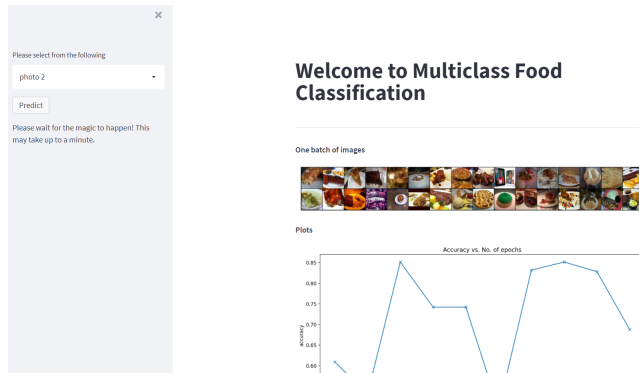 ×
Please select from the following
photo 2
Predict
Please wait for the magic to happen! This
may take up to a minute.
Welcome to Multiclass Food
Classification
One batch of images
Plots
Accuracy vs. No. of epochs
0.85
0.80
0.75
0.70
0.65
0.60
accuracy